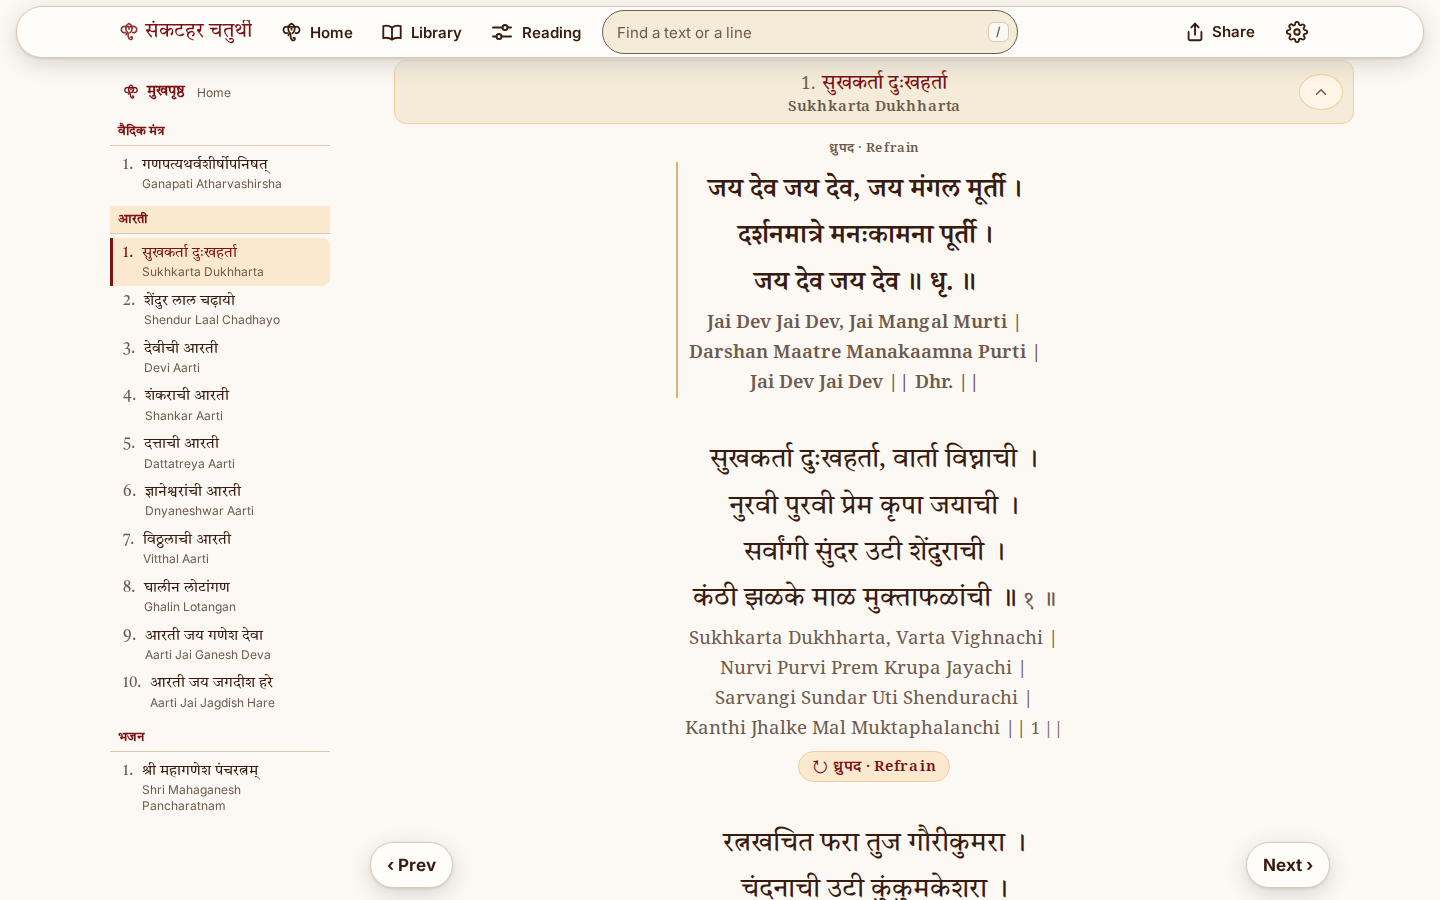 संकटहर चतुर्थी
Home
Library
Reading
Find a text or a line
/
Share
मुखपृष्ठ Home
वैदिक मंत्र
1. गणपत्यथर्वशीर्षोपनिषत्
Ganapati Atharvashirsha
आरती
1. सुखकर्ता दुःखहर्ता
Sukhkarta Dukhharta
2. शेंदुर लाल चढ़ायो
Shendur Laal Chadhayo
3. देवीची आरती
Devi Aarti
4. शंकराची आरती
Shankar Aarti
5. दत्ताची आरती
Dattatreya Aarti
6. ज्ञानेश्वरांची आरती
Dnyaneshwar Aarti
7. विठ्ठलाची आरती
Vitthal Aarti
8. घालीन लोटांगण
Ghalin Lotangan
9. आरती जय गणेश देवा
Aarti Jai Ganesh Deva
10. आरती जय जगदीश हरे
Aarti Jai Jagdish Hare
भजन
1. श्री महागणेश पंचरत्नम्
Shri Mahaganesh
Pancharatnam
1. सुखकर्ता दुःखहर्ता
Sukhkarta Dukhharta
ध्रुपद · Refrain
जय देव जय देव, जय मंगल मूर्ती ।
दर्शनमात्रे मनःकामना पूर्ती ।
जय देव जय देव ॥ धृ. ॥
Jai Dev Jai Dev, Jai Mangal Murti |
Darshan Maatre Manakaamna Purti |
Jai Dev Jai Dev || Dhr. ||
सुखकर्ता दुःखहर्ता, वार्ता विघ्नाची ।
नुरवी पुरवी प्रेम कृपा जयाची ।
सर्वांगी सुंदर उटी शेंदुराची ।
कंठी झळके माळ मुक्ताफळांची ॥ १ ॥
Sukhkarta Dukhharta, Varta Vighnachi |
Nurvi Purvi Prem Krupa Jayachi |
Sarvangi Sundar Uti Shendurachi |
Kanthi Jhalke Mal Muktaphalanchi || 1 ||
ध्रुपद · Refrain
रत्नखचित फरा तुज गौरीकुमरा ।
चंदनाची उटी कुंकुमकेशरा ।
‹ Prev
Next ›